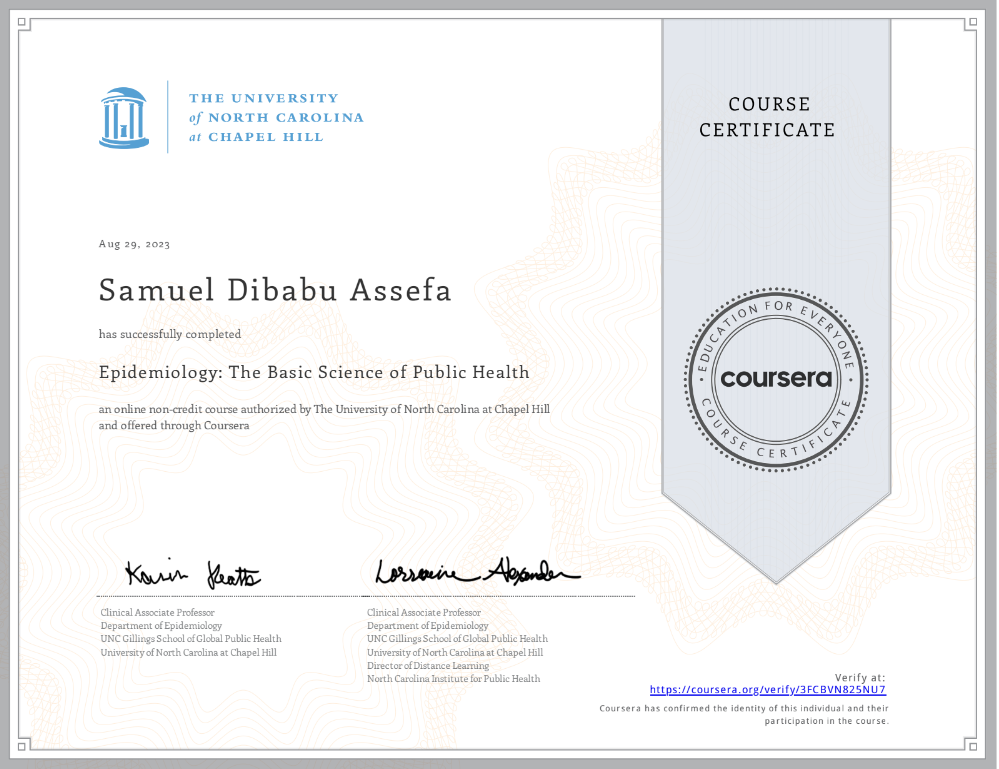 THE UNIVERSITY
of NORTH CAROLINA
at CHAPEL HILL
COURSE
CERTIFICATE
Aug 29, 2023
Samuel Dibabu Assefa
has successfully completed
Epidemiology: The Basic Science of Public Health
an online non-credit course authorized by The University of North Carolina at Chapel Hill
and offered through Coursera
EDUCATION FOR EVERYONE
coursera
COURSE CERTIFICATE
Karin Yeatts
Lorraine Alexander
Clinical Associate Professor
Department of Epidemiology
UNC Gillings School of Global Public Health
University of North Carolina at Chapel Hill
Clinical Associate Professor
Department of Epidemiology
UNC Gillings School of Global Public Health
University of North Carolina at Chapel Hill
Director of Distance Learning
North Carolina Institute for Public Health
Verify at:
https://coursera.org/verify/3FCBVN825NU7
Coursera has confirmed the identity of this individual and their
participation in the course.